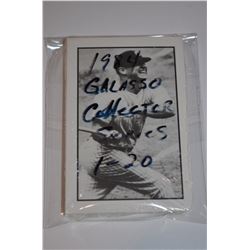 1984
GALASSO
Collector
Series
1-20